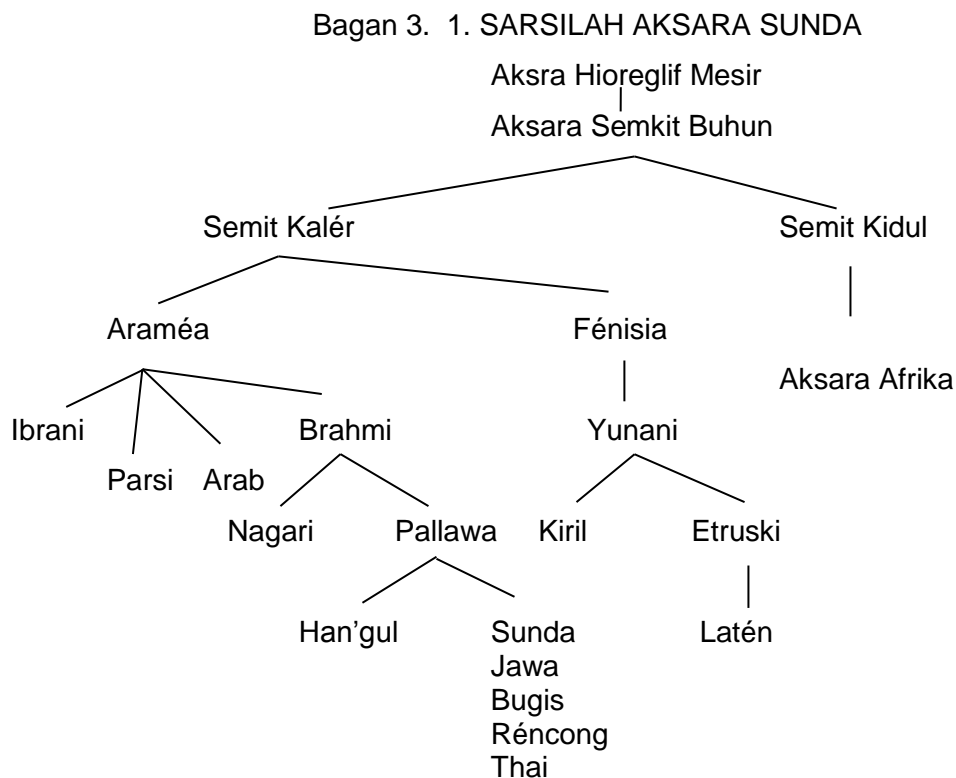 Bagan 3. 1. SARSILAH AKSARA SUNDA
Aksra Hioreglif Mesir
Aksara Semkit Buhun
Semit Kalér Semit Kidul
Araméa Fénisia
Aksara Afrika
Ibrani Brahmi Yunani
Parsi Arab
Nagari Pallawa Kiril Etruski
Han’gul Sunda Latén
Jawa
Bugis
Réncong
Thai